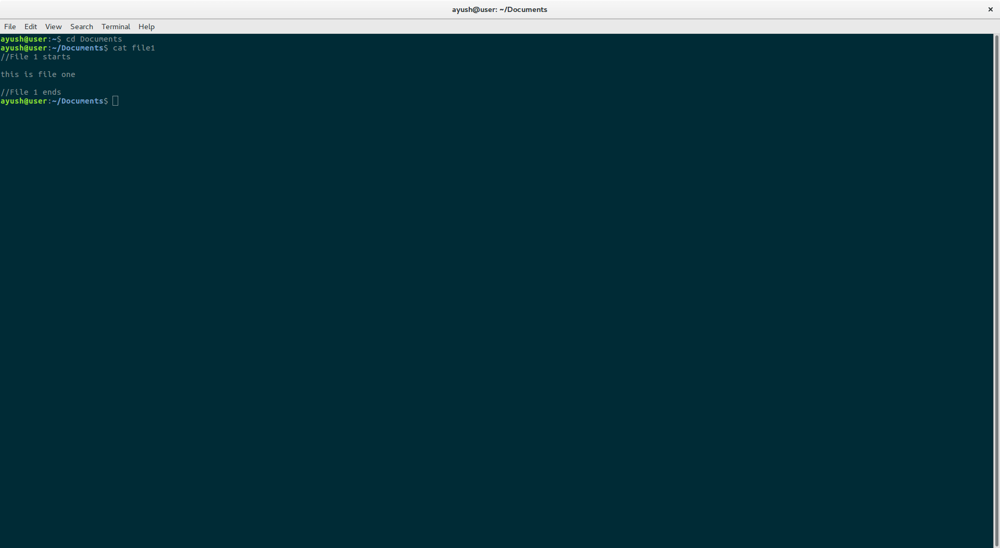 ayush@user: ~/Documents ×
File Edit View Search Terminal Help
ayush@user:~$ cd Documents
ayush@user:~/Documents$ cat file1
//File 1 starts

this is file one

//File 1 ends
ayush@user:~/Documents$